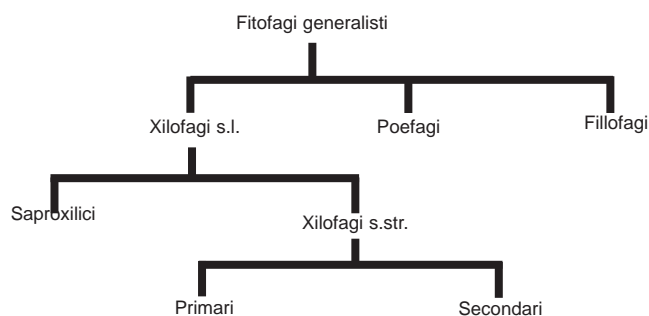 Fitofagi generalisti
Xilofagi s.l.
Poefagi
Fillofagi
Saproxilici
Xilofagi s.str.
Primari
Secondari